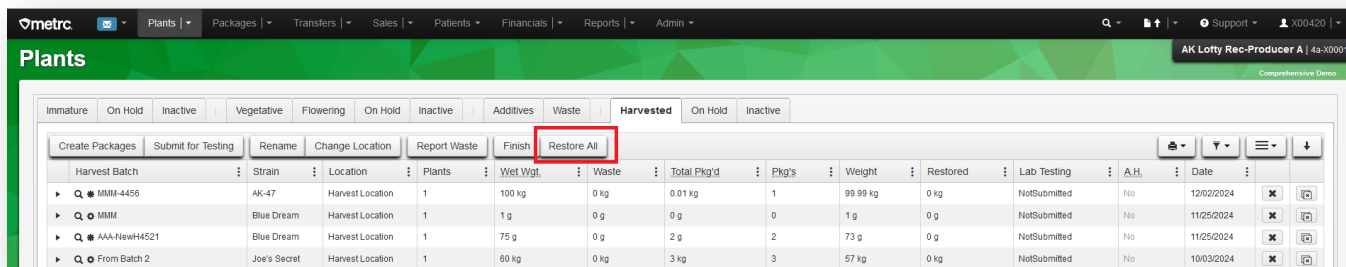 metrc Plants | Packages | Transfers | Sales | Patients Financials | Reports | Admin Support X00420 |
Plants
AK Lofty Rec-Producer A | 4a-X0001
Comprehensive Demo
Immature On Hold Inactive Vegetative Flowering On Hold Inactive Additives Waste Harvested On Hold Inactive
Create Packages Submit for Testing Rename Change Location Report Waste Finish Restore All
Harvest Batch Strain Location Plants Wet Wgt. Waste Total Pkg'd Pkg's Weight Restored Lab Testing A.H. Date
MMM-4456 AK-47 Harvest Location 1 100 kg 0 kg 0.01 kg 1 99.99 kg 0 kg NotSubmitted No 12/02/2024
MMM Blue Dream Harvest Location 1 1 g 0 g 0 g 0 1 g 0 g NotSubmitted No 11/25/2024
AAA-NewH4521 Blue Dream Harvest Location 1 75 g 0 g 2 g 2 73 g 0 g NotSubmitted No 11/25/2024
From Batch 2 Joe's Secret Harvest Location 1 60 kg 0 kg 3 kg 3 57 kg 0 kg NotSubmitted No 10/03/2024